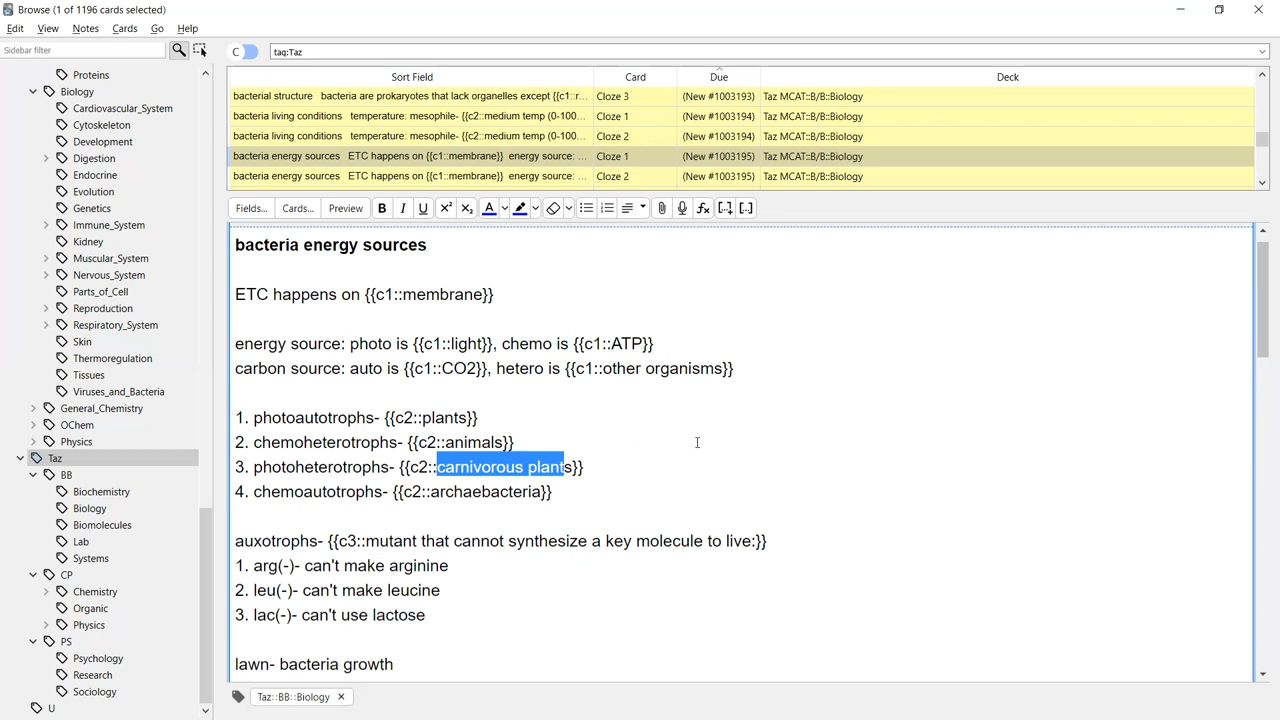 Browse (1 of 1196 cards selected)
Edit View Notes Cards Go Help
Sidebar filter
C
tag:Taz
Proteins
Biology
Cardiovascular_System
Cytoskeleton
Development
Digestion
Endocrine
Evolution
Genetics
Immune_System
Kidney
Muscular_System
Nervous_System
Parts_of_Cell
Reproduction
Respiratory_System
Skin
Thermoregulation
Tissues
Viruses_and_Bacteria
General_Chemistry
OChem
Physics
Taz
BB
Biochemistry
Biology
Biomolecules
Lab
Systems
CP
Chemistry
Organic
Physics
PS
Psychology
Research
Sociology
U
Sort Field Card Due Deck
bacterial structure bacteria are prokaryotes that lack organelles except {{c1::r... Cloze 3 (New #1003193) Taz MCAT::B/B::Biology
bacteria living conditions temperature: mesophile- {{c2::medium temp (0-100... Cloze 1 (New #1003194) Taz MCAT::B/B::Biology
bacteria living conditions temperature: mesophile- {{c2::medium temp (0-100... Cloze 2 (New #1003194) Taz MCAT::B/B::Biology
bacteria energy sources ETC happens on {{c1::membrane}} energy source: ... Cloze 1 (New #1003195) Taz MCAT::B/B::Biology
bacteria energy sources ETC happens on {{c1::membrane}} energy source: ... Cloze 2 (New #1003195) Taz MCAT::B/B::Biology
Fields... Cards... Preview B I U X² X₂ A fx [...] [...]
bacteria energy sources
ETC happens on {{c1::membrane}}
energy source: photo is {{c1::light}}, chemo is {{c1::ATP}}
carbon source: auto is {{c1::CO2}}, hetero is {{c1::other organisms}}
1. photoautotrophs- {{c2::plants}}
2. chemoheterotrophs- {{c2::animals}}
3. photoheterotrophs- {{c2::carnivorous plants}}
4. chemoautotrophs- {{c2::archaebacteria}}
auxotrophs- {{c3::mutant that cannot synthesize a key molecule to live:}}
1. arg(-)- can't make arginine
2. leu(-)- can't make leucine
3. lac(-)- can't use lactose
lawn- bacteria growth
Taz::BB::Biology